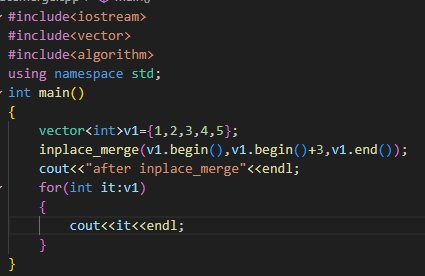 main()
#include<iostream>
#include<vector>
#include<algorithm>
using namespace std;
int main()
{
    vector<int>v1={1,2,3,4,5};
    inplace_merge(v1.begin(),v1.begin()+3,v1.end());
    cout<<"after inplace_merge"<<endl;
    for(int it:v1)
    {
        cout<<it<<endl;
    }
}